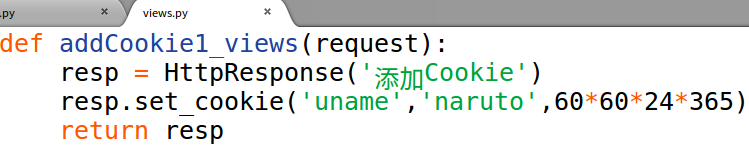 .py × views.py ×
def addCookie1_views(request):
    resp = HttpResponse('添加Cookie')
    resp.set_cookie('uname','naruto',60*60*24*365)
    return resp